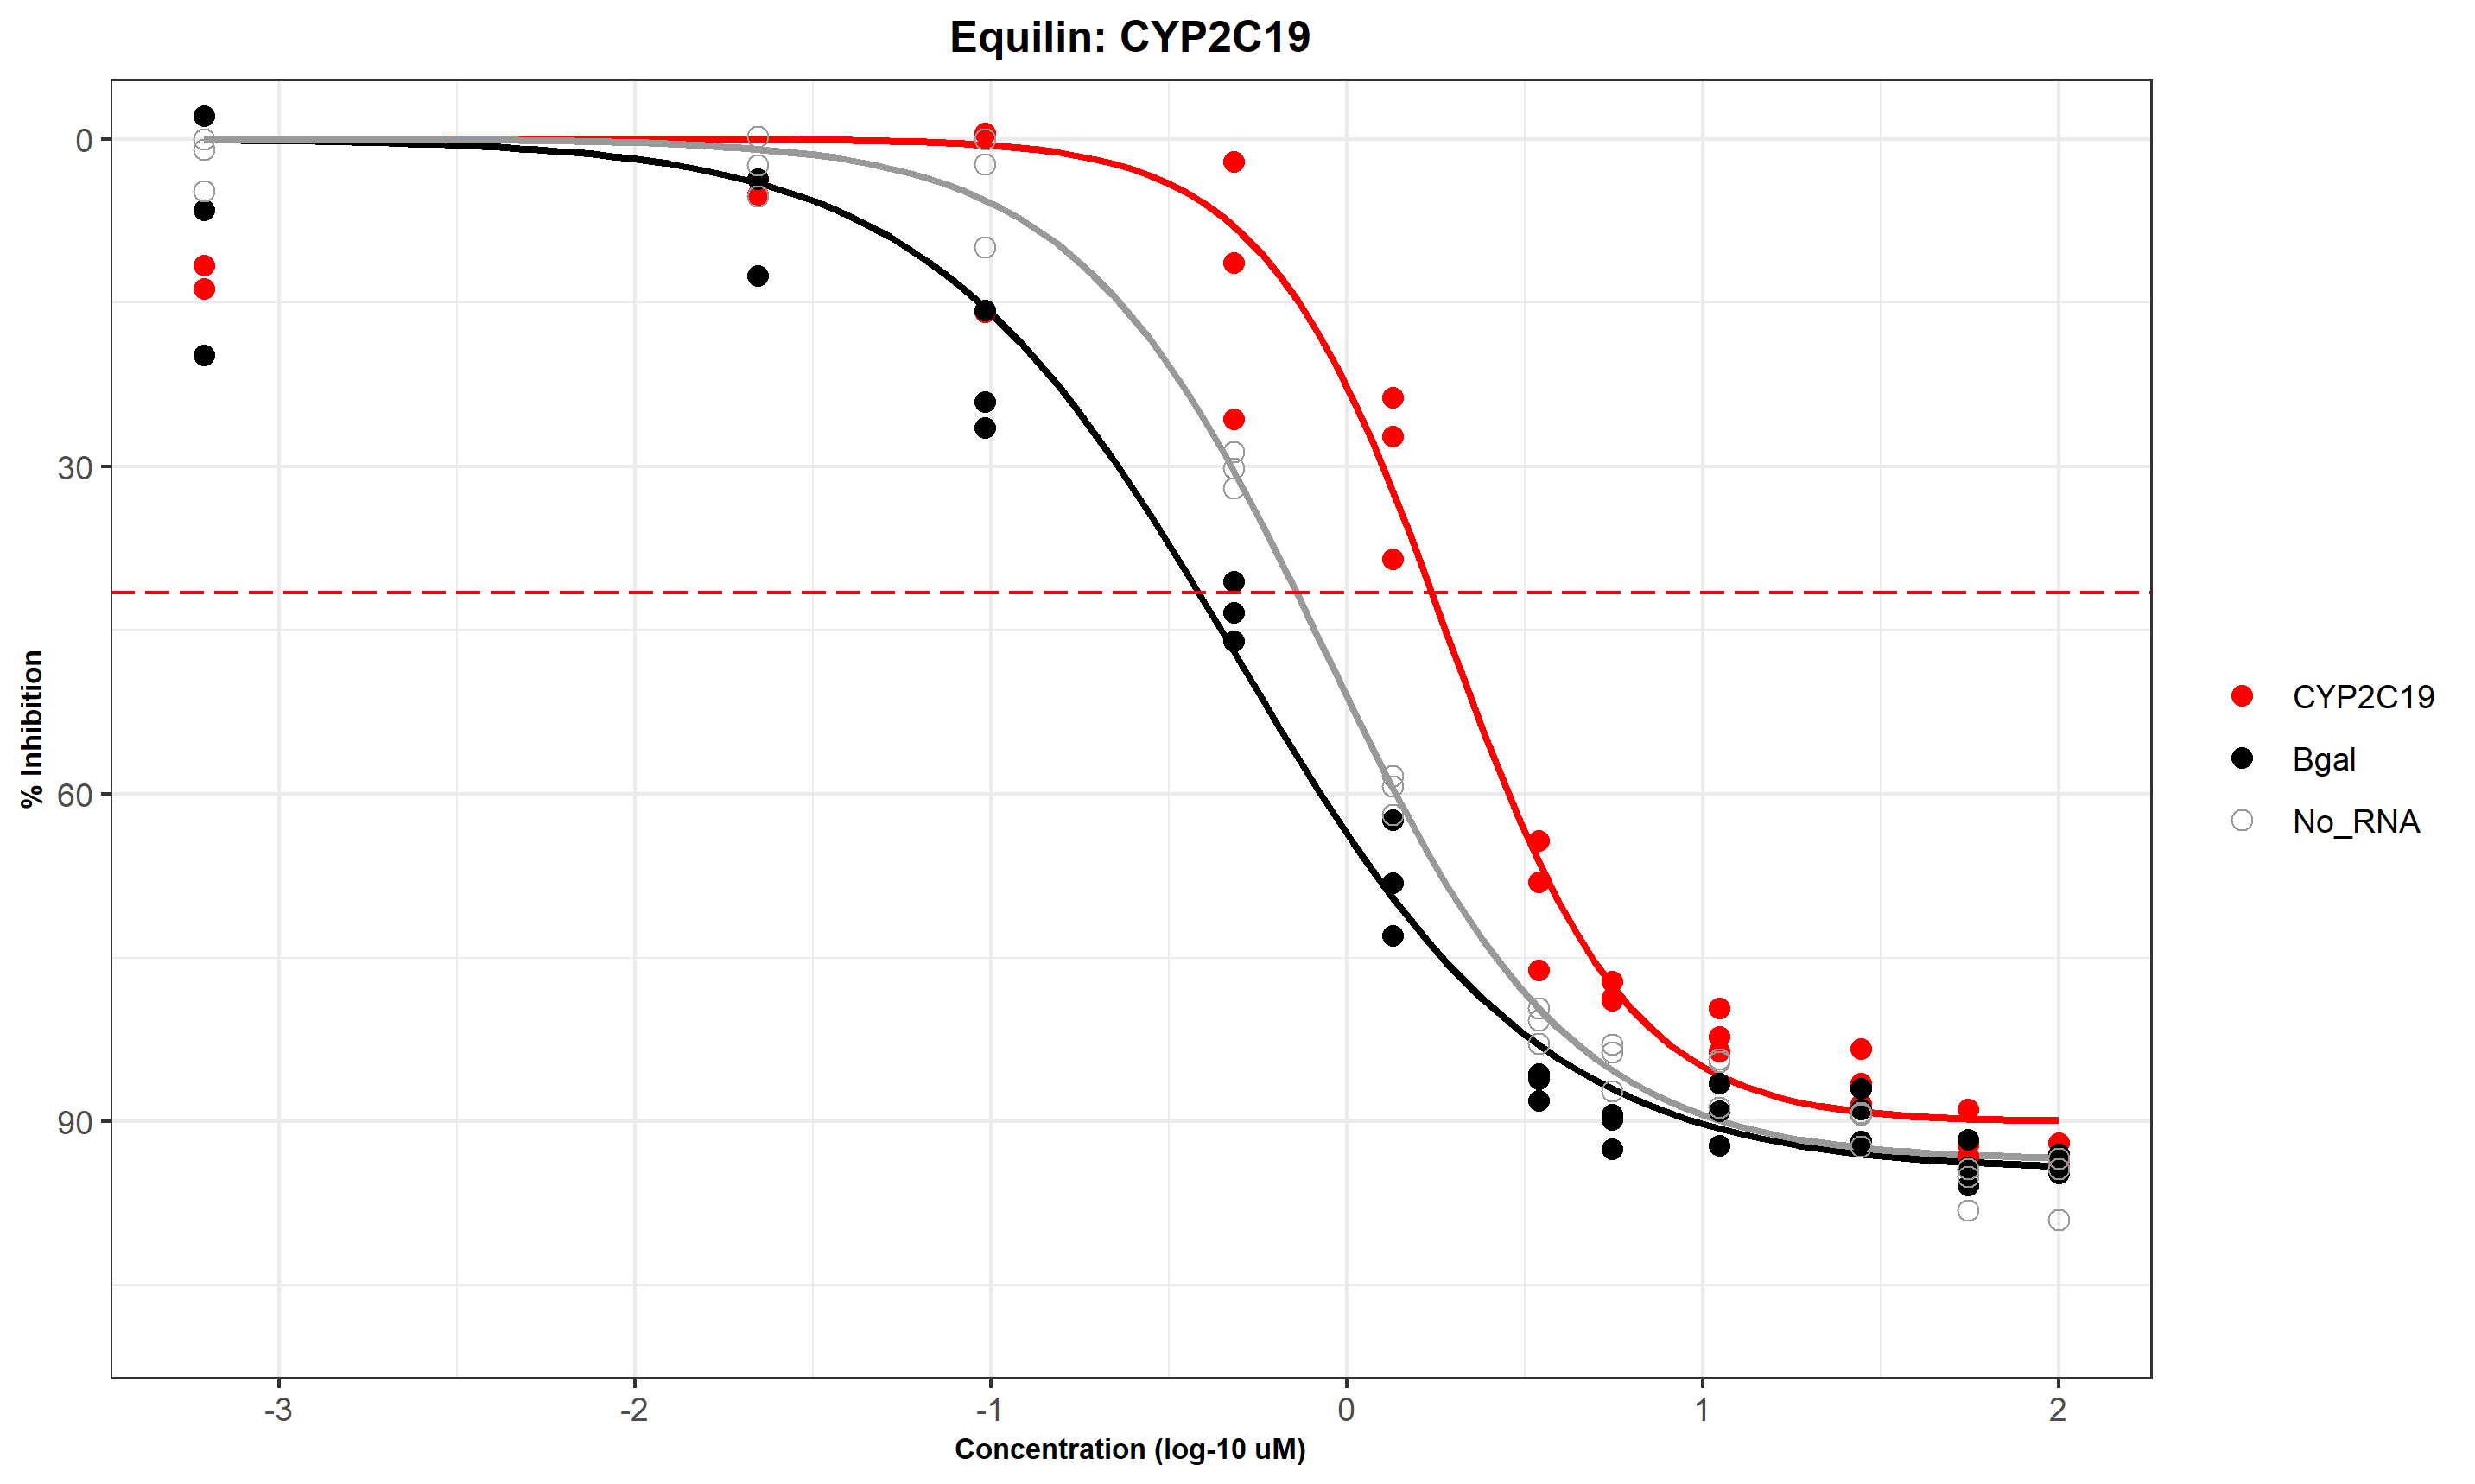 Equilin: CYP2C19
0
30
60
90
% Inhibition
-3
-2
-1
0
1
2
Concentration (log-10 uM)
CYP2C19
Bgal
No_RNA